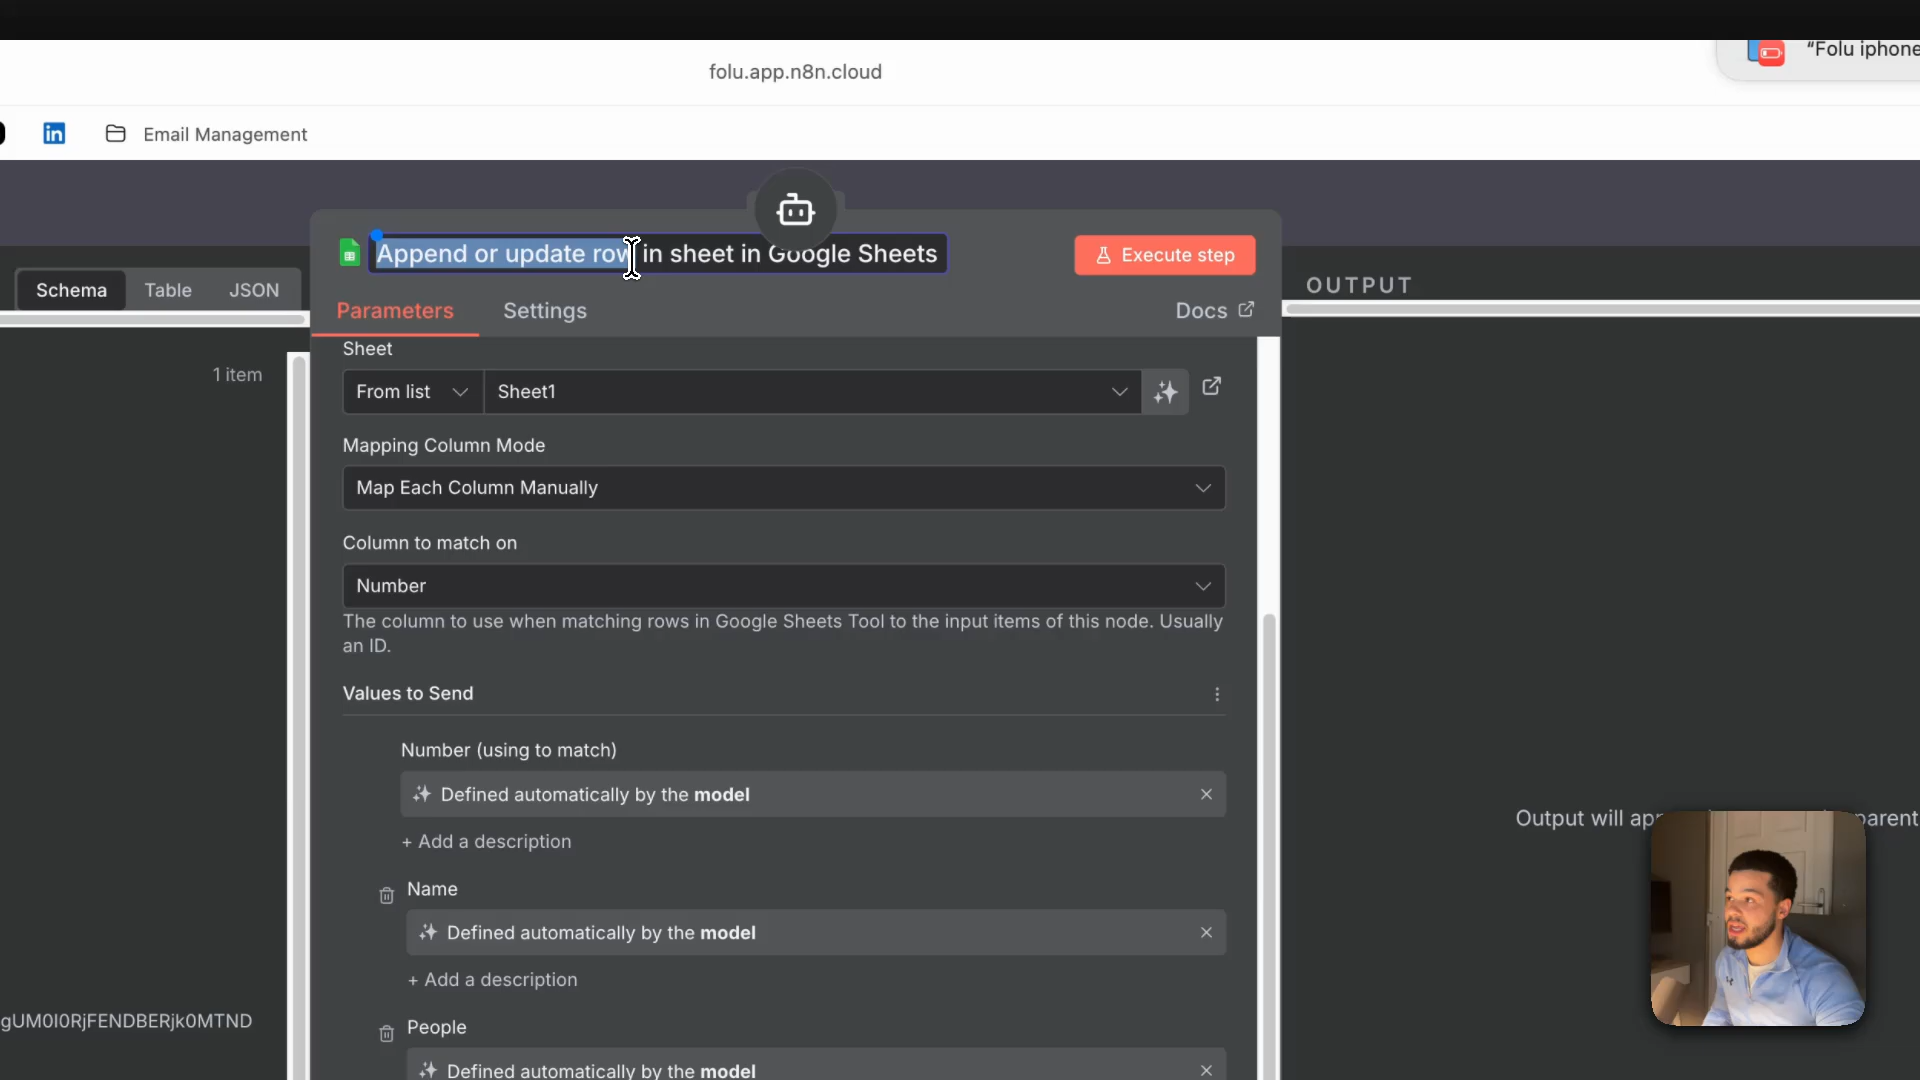 folu.app.n8n.cloud
"Folu iphone
in
Email Management
Append or update row in sheet in Google Sheets
Execute step
Schema
Table
JSON
OUTPUT
Parameters
Settings
Docs
Sheet
1 item
From list
Sheet1
Mapping Column Mode
Map Each Column Manually
Column to match on
Number
The column to use when matching rows in Google Sheets Tool to the input items of this node. Usually
an ID.
Values to Send
Number (using to match)
Defined automatically by the model
+ Add a description
Output will
Name
Defined automatically by the model
+ Add a description
gUM0I0RjFENDBERjk0MTND
People
Defined automatically by the model